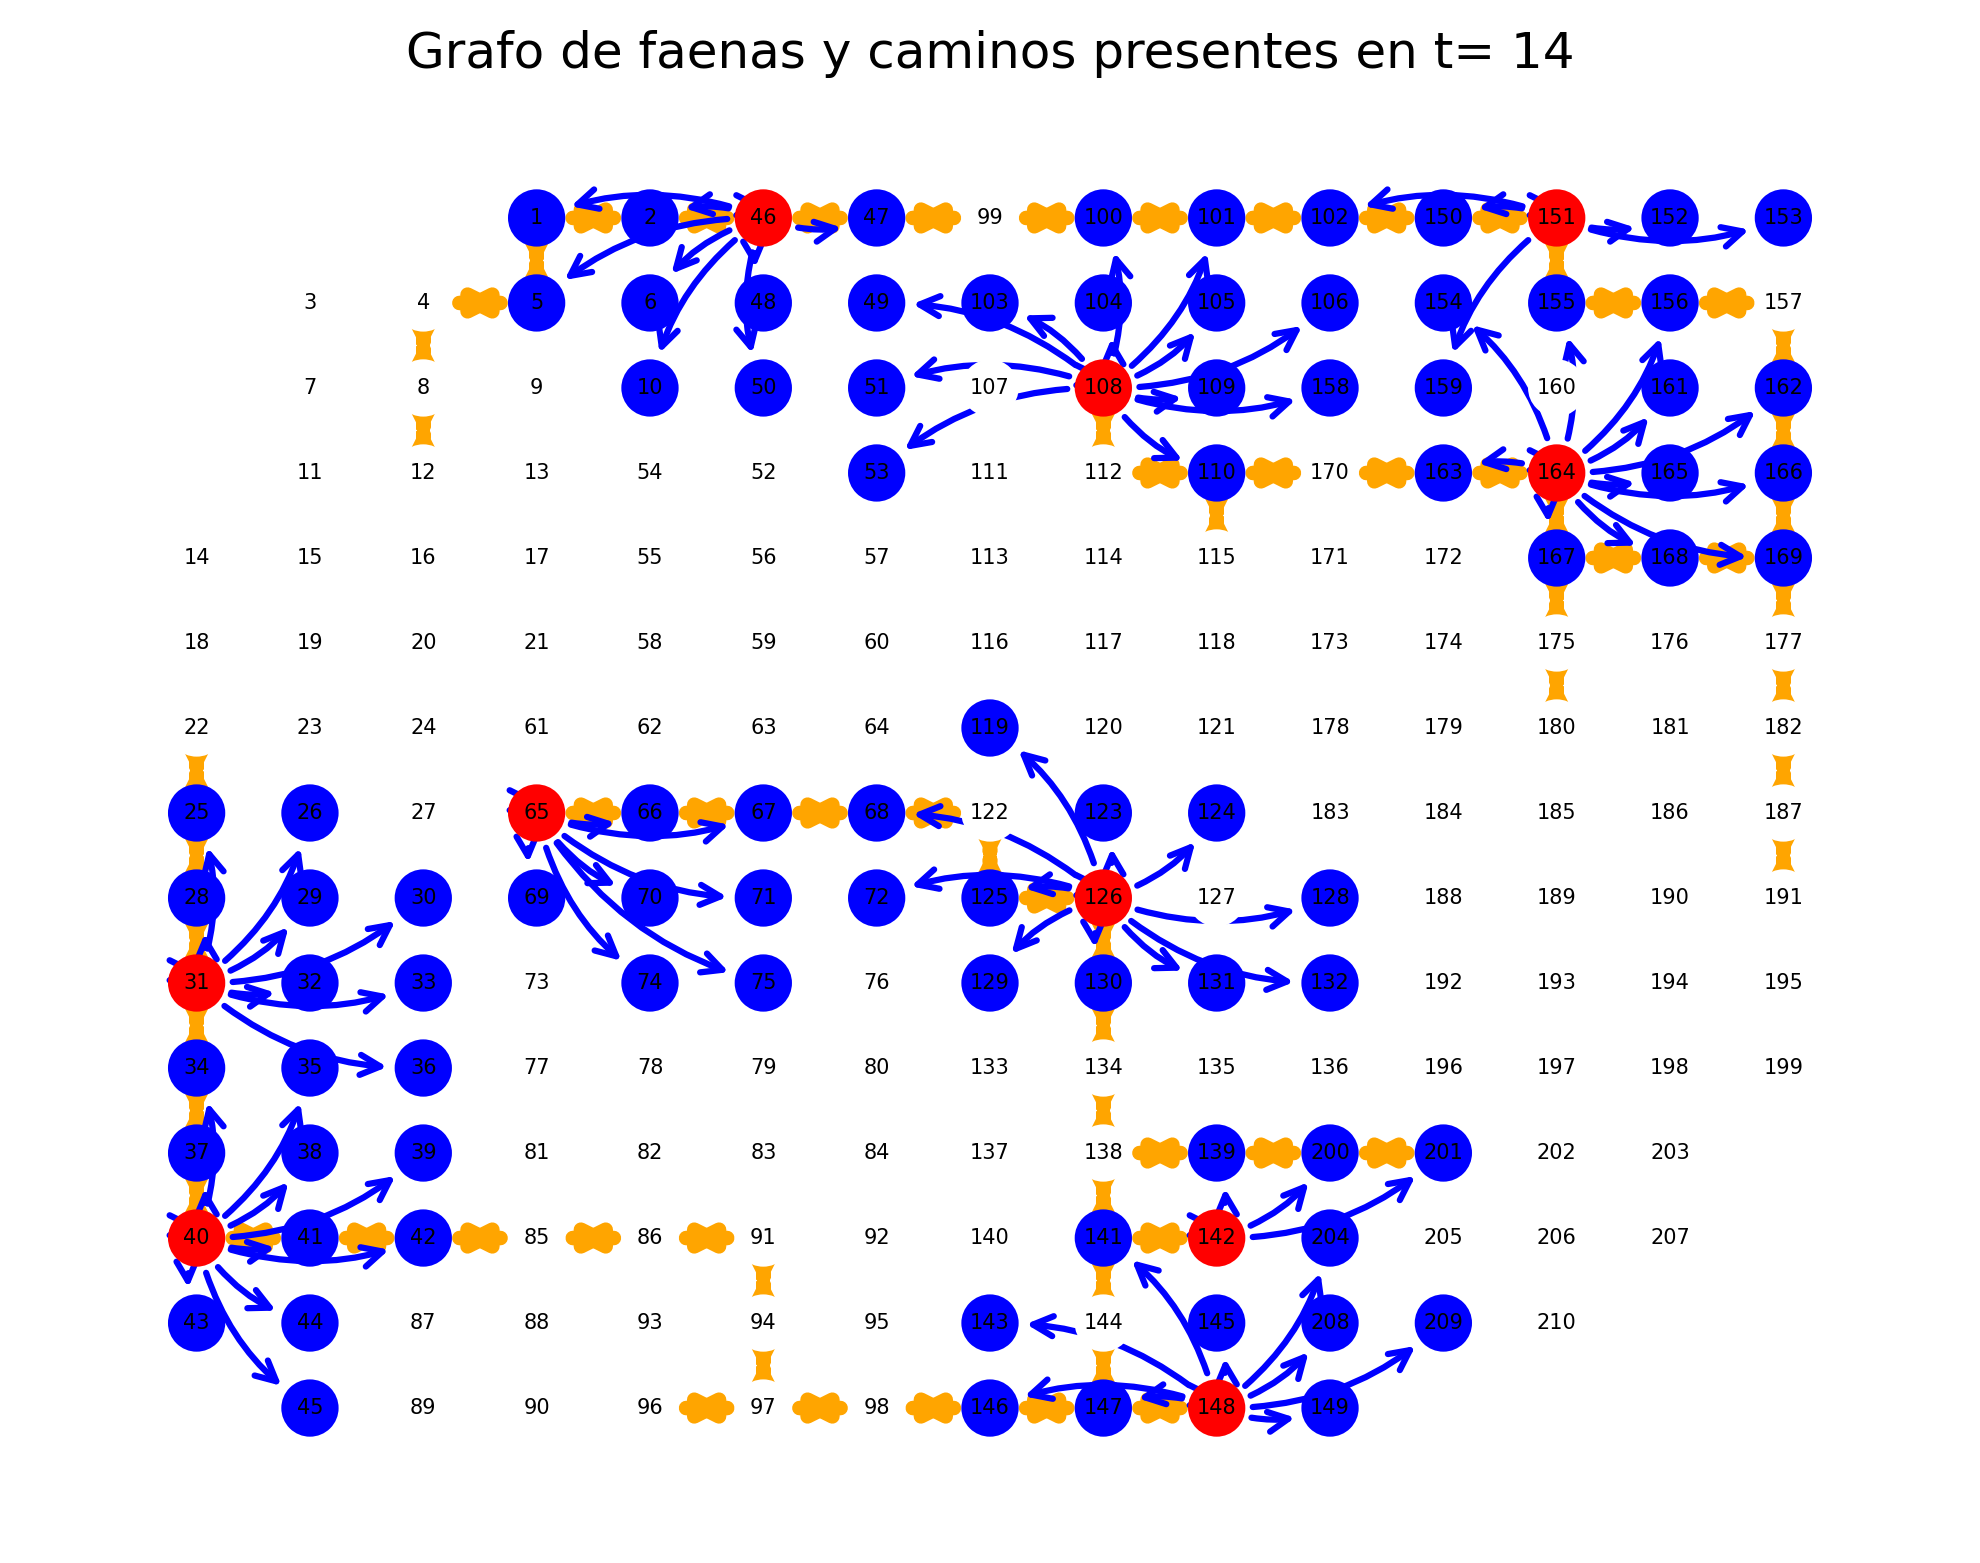 Grafo de faenas y caminos presentes en t= 14
1 2 46 47 99 100 101 102 150 151 152 153
3 4 5 6 48 49 103 104 105 106 154 155 156 157
7 8 9 10 50 51 107 108 109 158 159 160 161 162
11 12 13 54 52 53 111 112 110 170 163 164 165 166
14 15 16 17 55 56 57 113 114 115 171 172 167 168 169
18 19 20 21 58 59 60 116 117 118 173 174 175 176 177
22 23 24 61 62 63 64 119 120 121 178 179 180 181 182
25 26 27 65 66 67 68 122 123 124 183 184 185 186 187
28 29 30 69 70 71 72 125 126 127 128 188 189 190 191
31 32 33 73 74 75 76 129 130 131 132 192 193 194 195
34 35 36 77 78 79 80 133 134 135 136 196 197 198 199
37 38 39 81 82 83 84 137 138 139 200 201 202 203
40 41 42 85 86 91 92 140 141 142 204 205 206 207
43 44 87 88 93 94 95 143 144 145 208 209 210
45 89 90 96 97 98 146 147 148 149